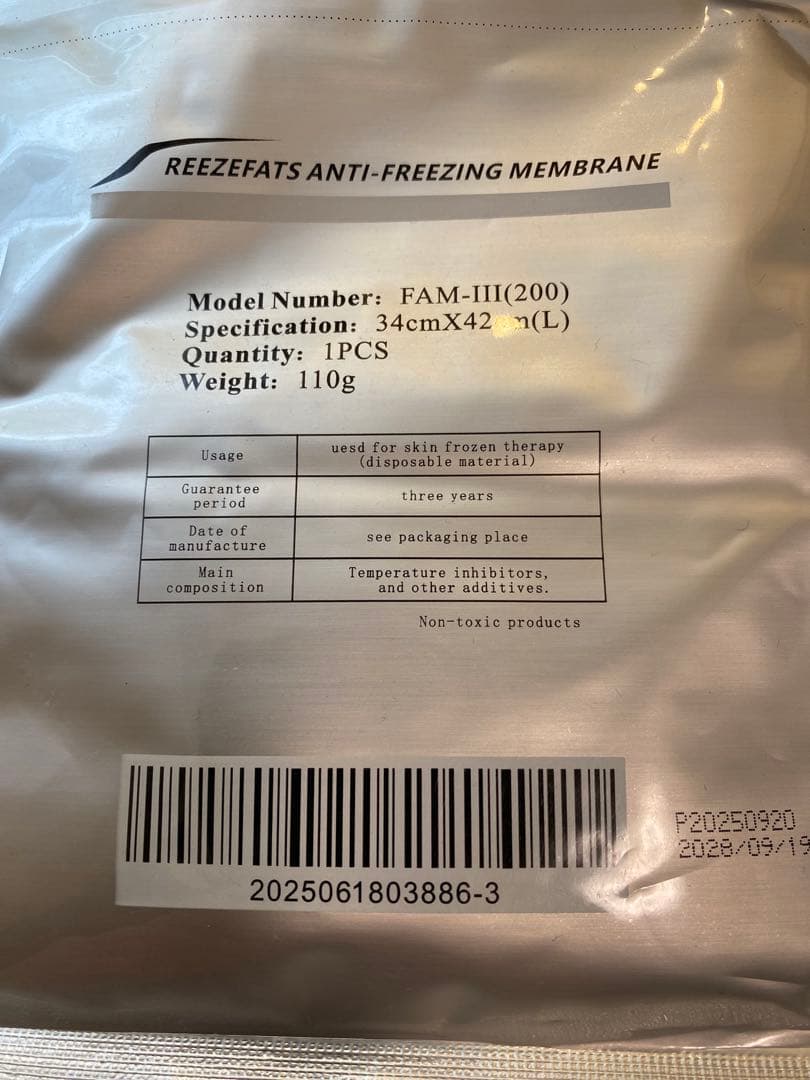 REEZEFATS ANTI-FREEZING MEMBRANE
Model Number: FAM-III(200)
Specification: 34cmX42cm(L)
Quantity: 1PCS
Weight: 110g
Usage
uesd for skin frozen therapy
(disposable material)
Guarantee
period
three years
Date of
manufacture
see packaging place
Main
composition
Temperature inhibitors,
and other additives.
Non-toxic products
2025061803886-3
P20250920
2028/09/19